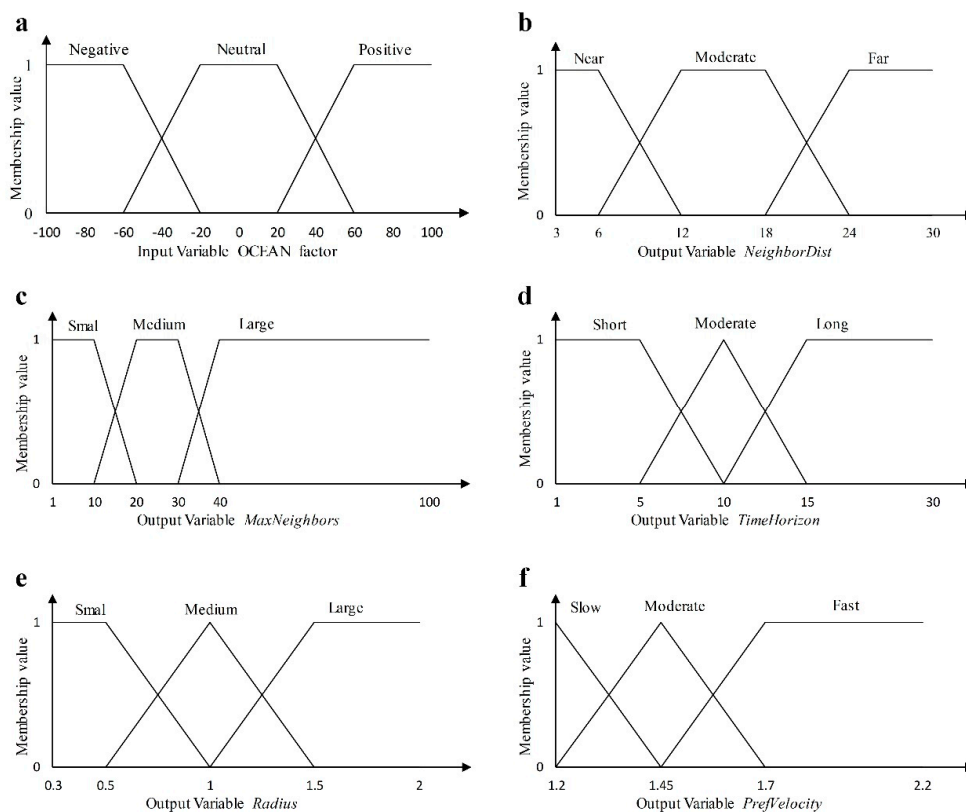 a
Negative Neutral Positive
1
Membership value
0
-100 -80 -60 -40 -20 0 20 40 60 80 100
Input Variable OCEAN factor
b
Near Moderate Far
1
Membership value
0
3 6 12 18 24 30
Output Variable NeighborDist
c
Smal Medium Large
1
Membership value
0
1 10 20 30 40 100
Output Variable MaxNeighbors
d
Short Moderate Long
1
Membership value
0
1 5 10 15 30
Output Variable TimeHorizon
e
Smal Medium Large
1
Membership value
0
0.3 0.5 1 1.5 2
Output Variable Radius
f
Slow Moderate Fast
1
Membership value
0
1.2 1.45 1.7 2.2
Output Variable PrefVelocity